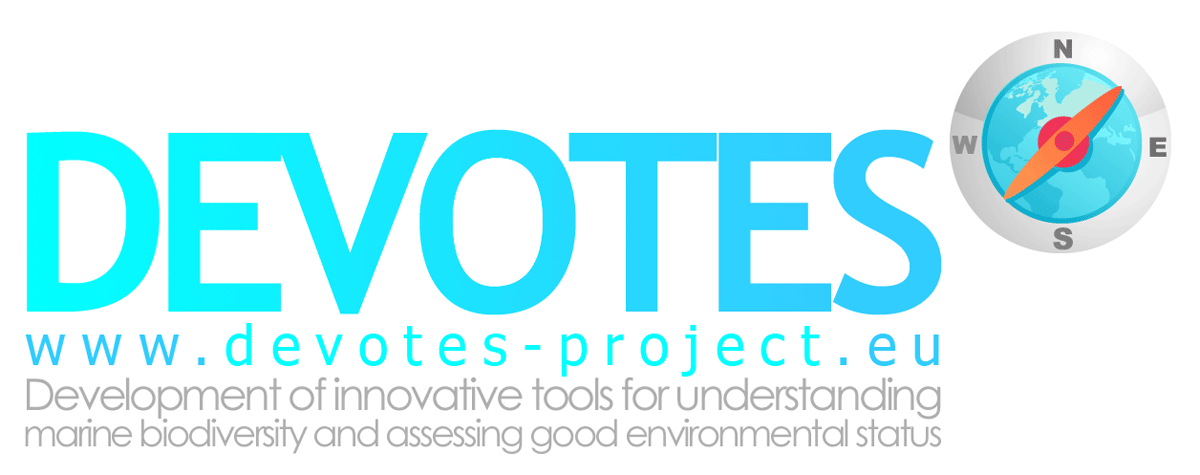 N
W
E
S
DEVOTES
www.devotes-project.eu
Development of innovative tools for understanding
marine biodiversity and assessing good environmental status